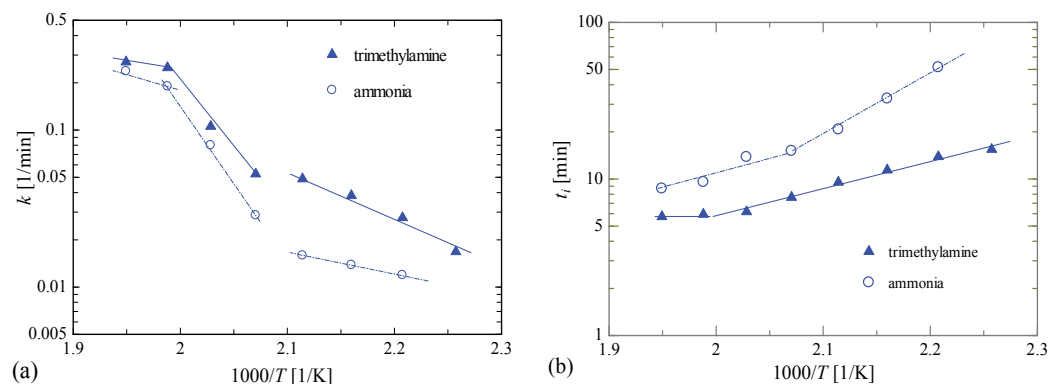 0.5
trimethylamine
ammonia
0.1
0.05
0.01
0.005
k [1/min]
1.9
2
2.1
2.2
2.3
1000/T [1/K]
(a)
100
50
10
5
1
t_i [min]
trimethylamine
ammonia
1.9
2
2.1
2.2
2.3
1000/T [1/K]
(b)